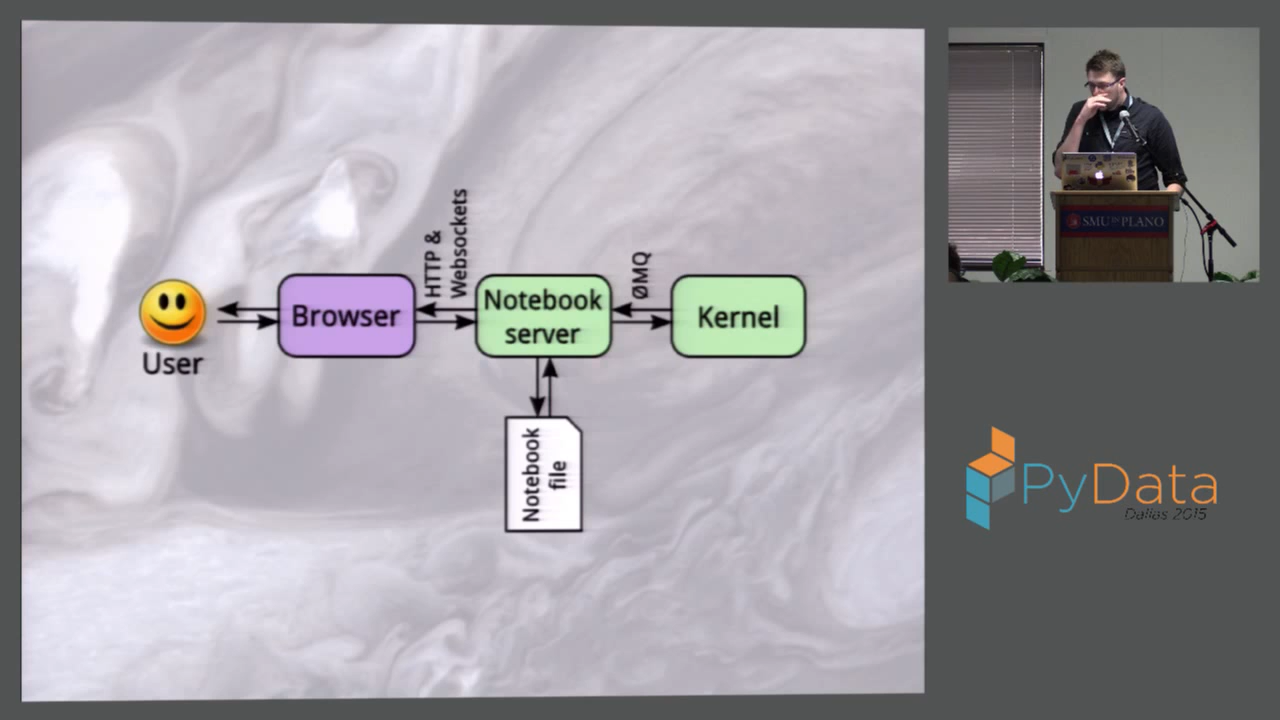 HTTP &
Websockets
ØMQ
User
Browser
Notebook
server
Kernel
Notebook
file
SMU IN PLANO
PyData
Dallas 2015